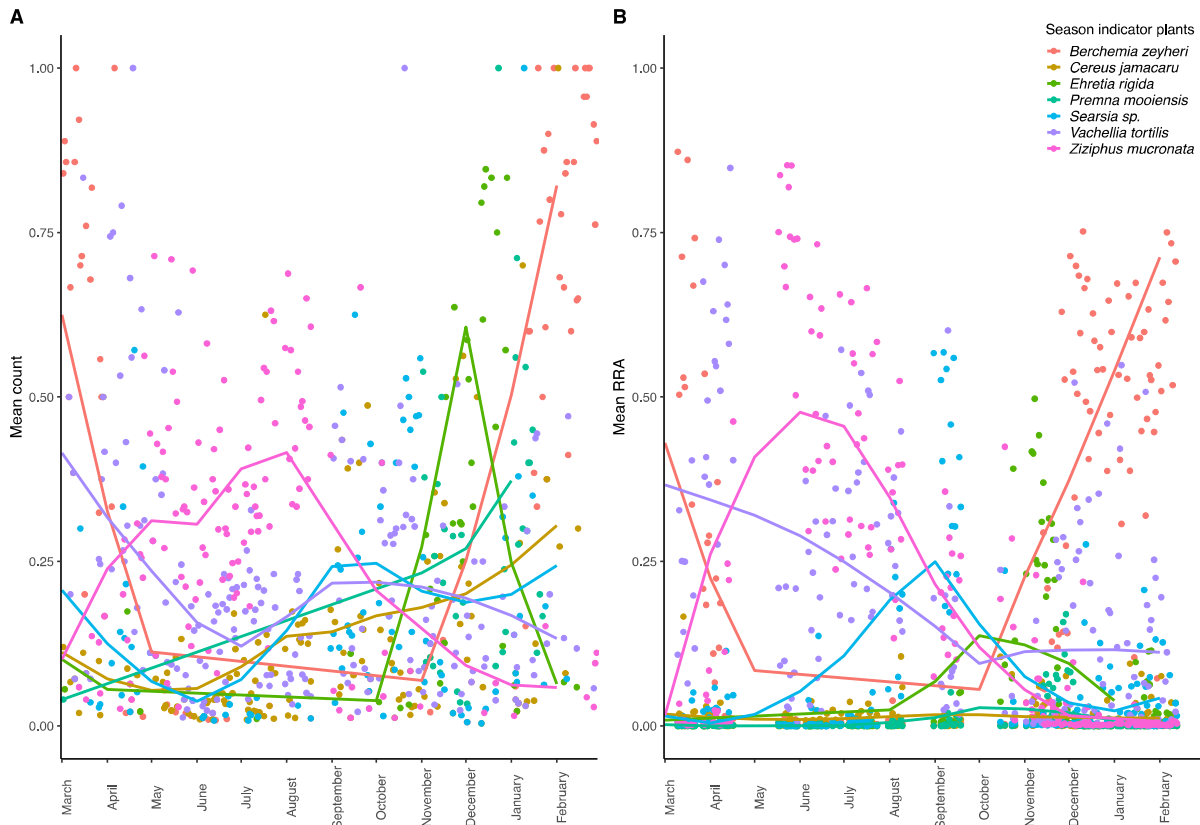 A
B
Season indicator plants
Berchemia zeyheri
Cereus jamacaru
Ehretia rigida
Premna mooiensis
Searsia sp.
Vachellia tortilis
Ziziphus mucronata
Mean count
1.00
0.75
0.50
0.25
0.00
March
April
May
June
July
August
September
October
November
December
January
February
Mean RRA
1.00
0.75
0.50
0.25
0.00
March
April
May
June
July
August
September
October
November
December
January
February